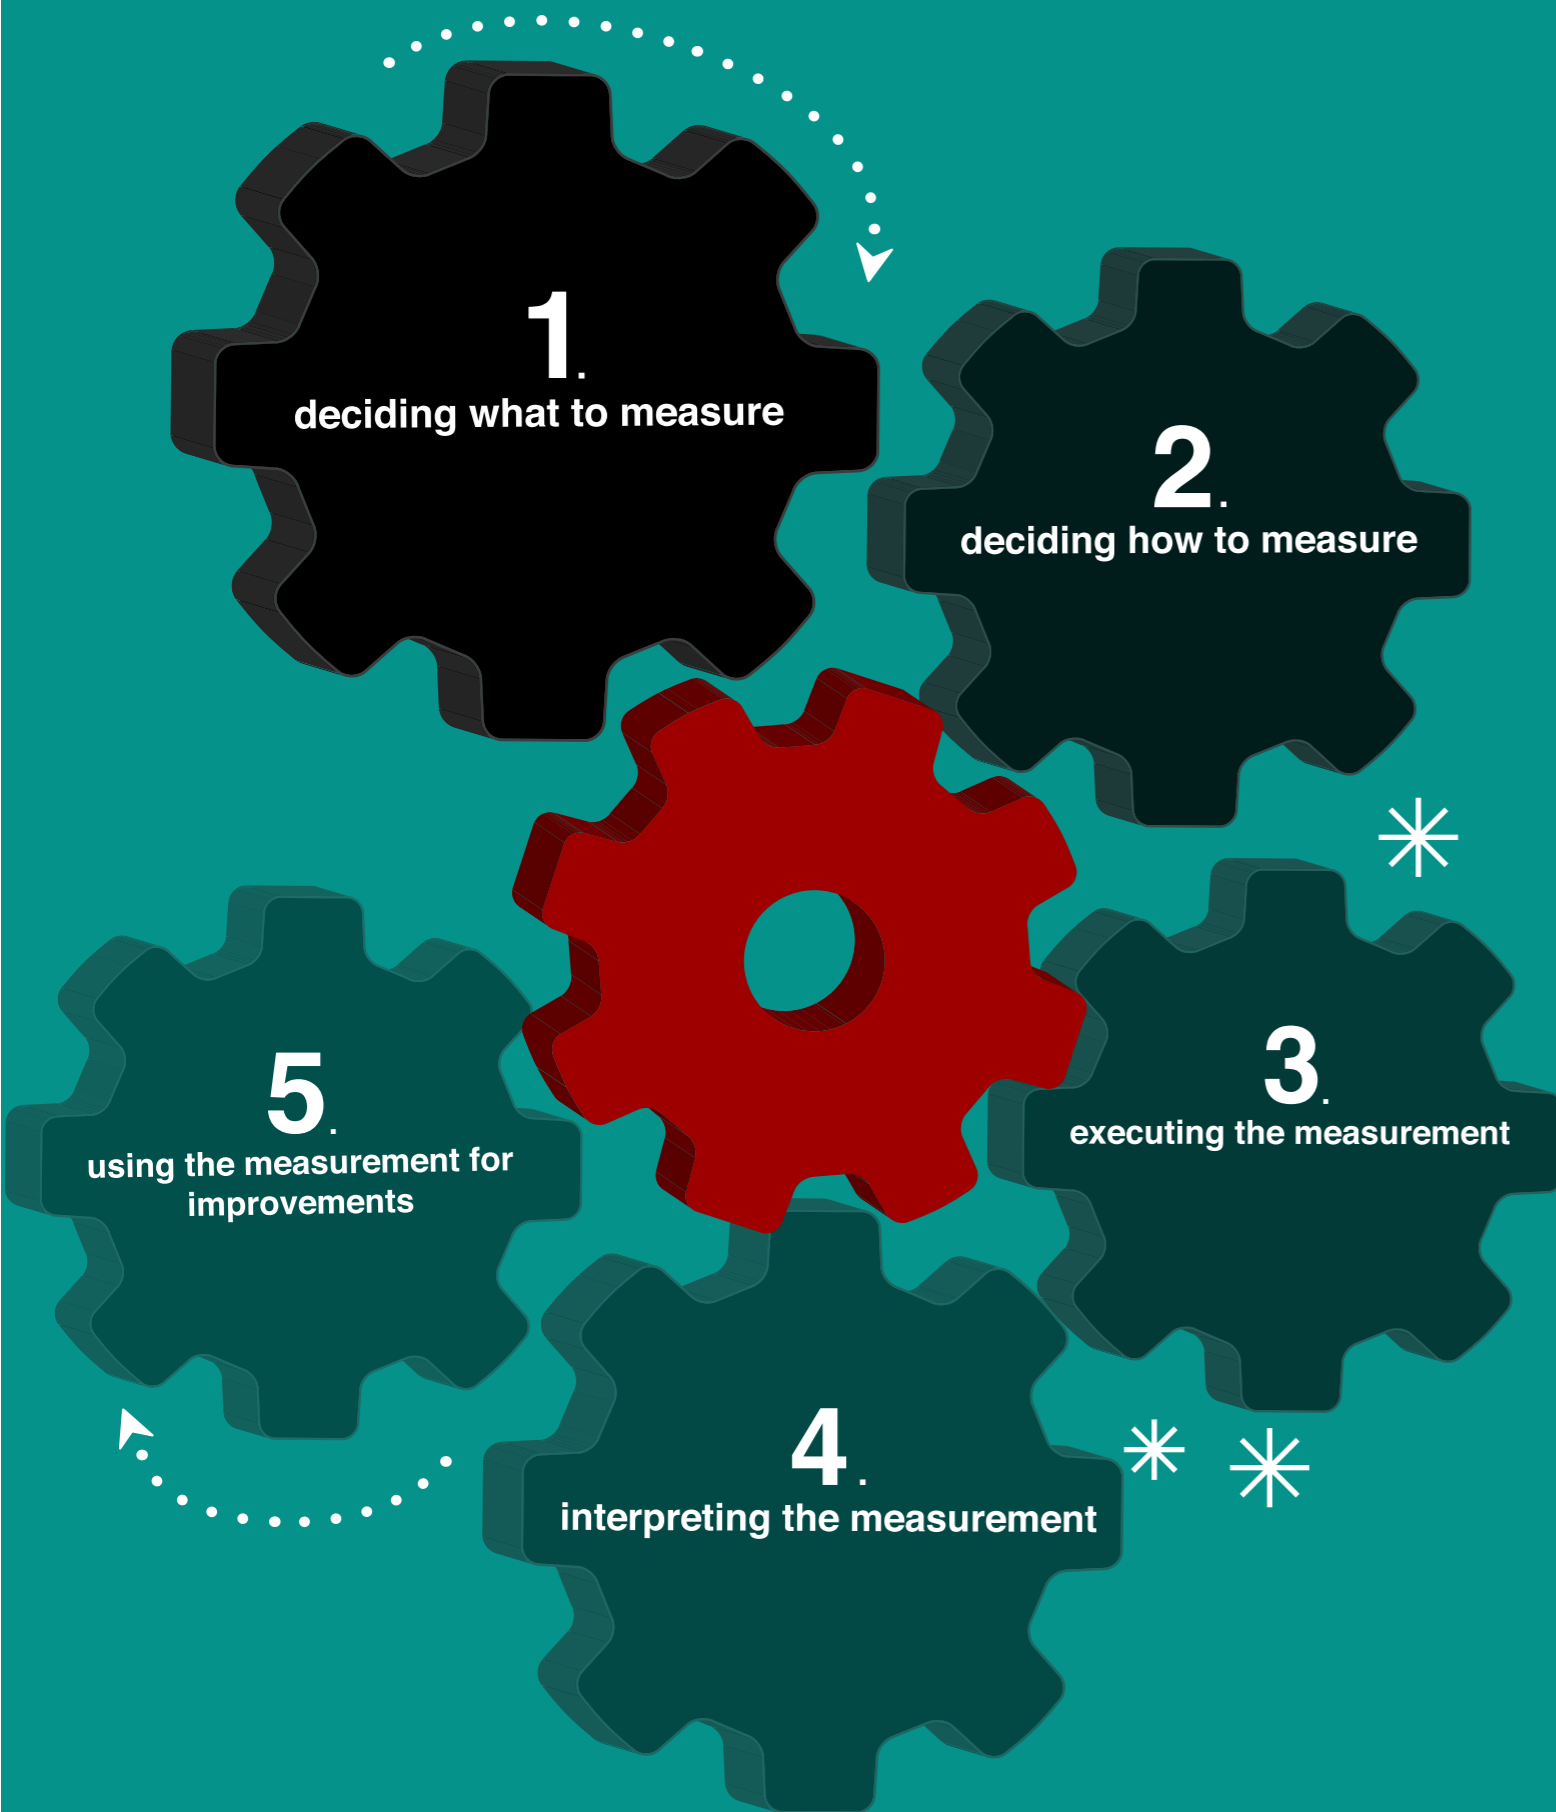 1.
deciding what to measure
2.
deciding how to measure
3.
executing the measurement
4.
interpreting the measurement
5.
using the measurement for
improvements